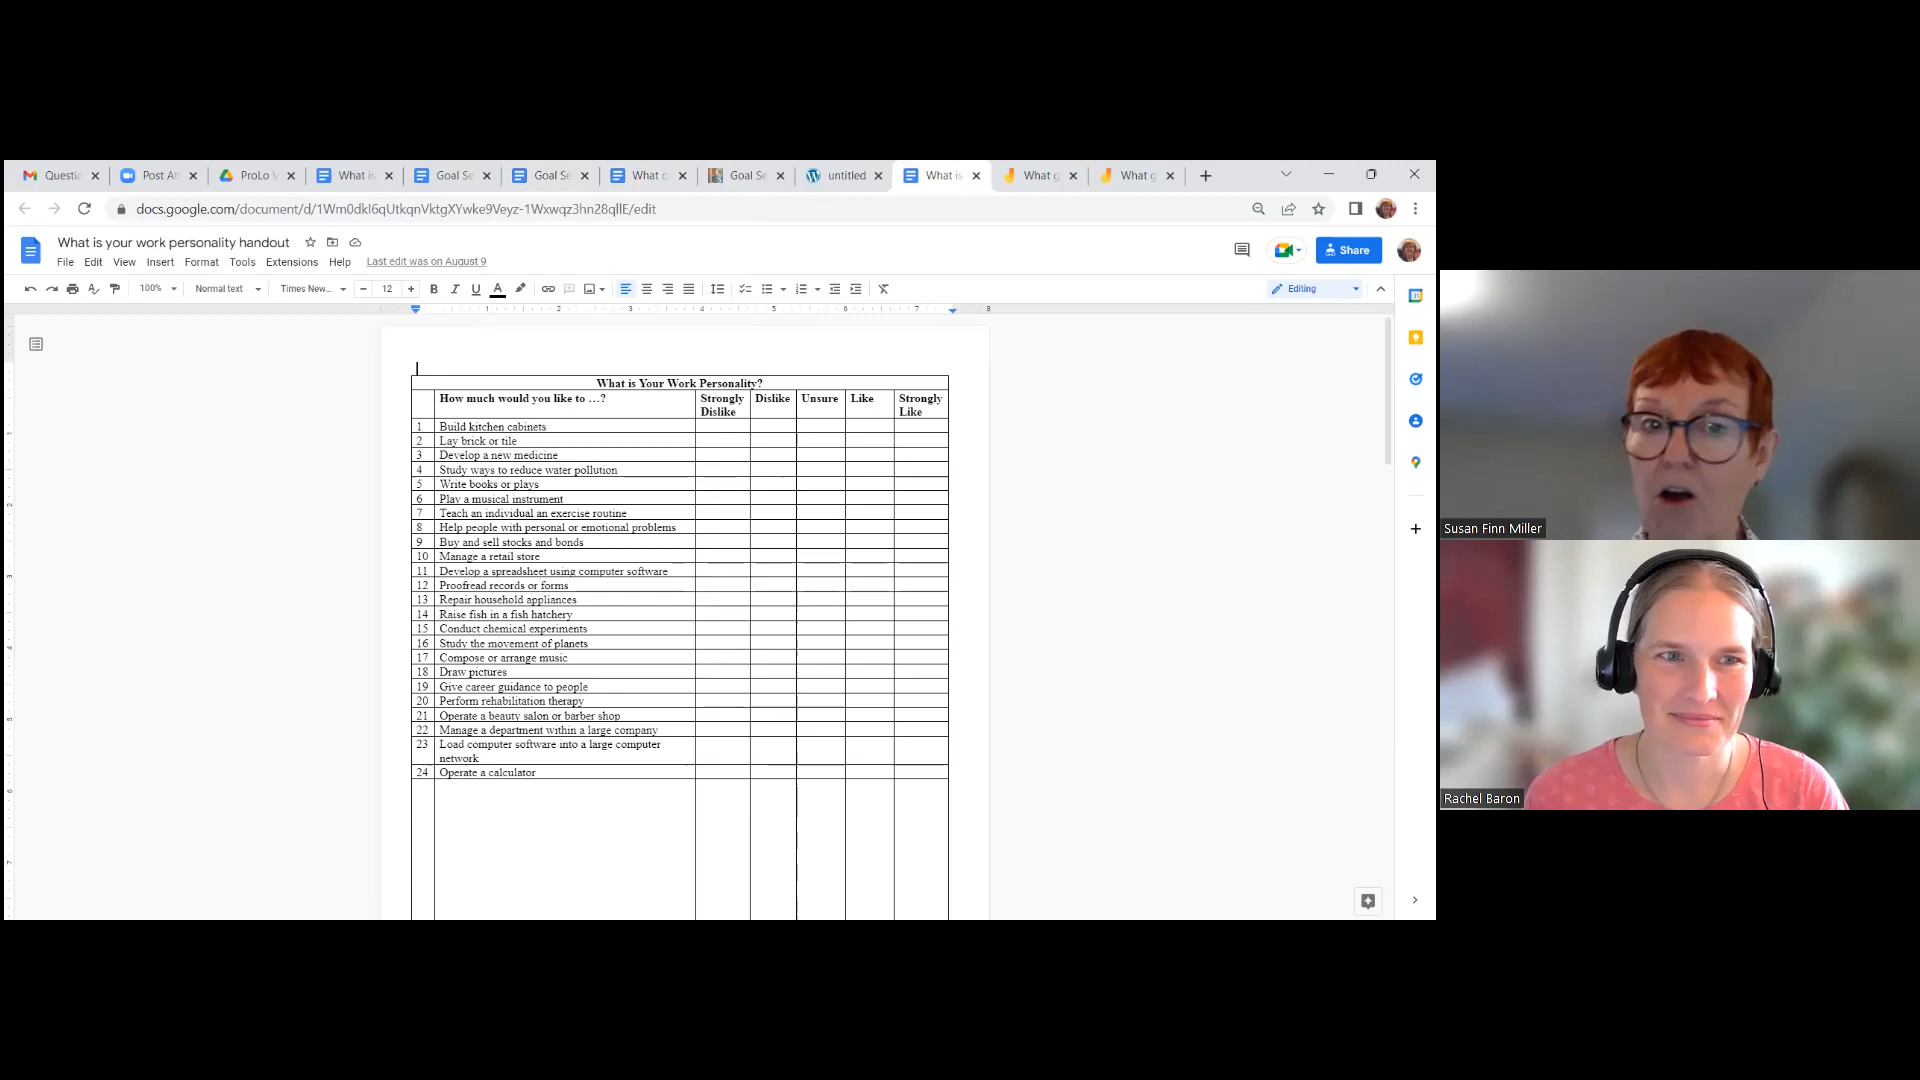 Questic
Post At
ProLo V
What is
Goal Se
Goal Se
What c
Goal Se
untitled
What is
What g
What g
docs.google.com/document/d/1Wm0dkl6qUtkqnVktgXYwke9Veyz-1Wxwqz3hn28qllE/edit
What is your work personality handout
File Edit View Insert Format Tools Extensions Help Last edit was on August 9
Share
100% Normal text Times New... − 12 + B I U A Editing
1 2 3 4 5 6 7 8
What is Your Work Personality?
How much would you like to …? Strongly Dislike Dislike Unsure Like Strongly Like
1 Build kitchen cabinets
2 Lay brick or tile
3 Develop a new medicine
4 Study ways to reduce water pollution
5 Write books or plays
6 Play a musical instrument
7 Teach an individual an exercise routine
8 Help people with personal or emotional problems
9 Buy and sell stocks and bonds
10 Manage a retail store
11 Develop a spreadsheet using computer software
12 Proofread records or forms
13 Repair household appliances
14 Raise fish in a fish hatchery
15 Conduct chemical experiments
16 Study the movement of planets
17 Compose or arrange music
18 Draw pictures
19 Give career guidance to people
20 Perform rehabilitation therapy
21 Operate a beauty salon or barber shop
22 Manage a department within a large company
23 Load computer software into a large computer
network
24 Operate a calculator
Susan Finn Miller
Rachel Baron